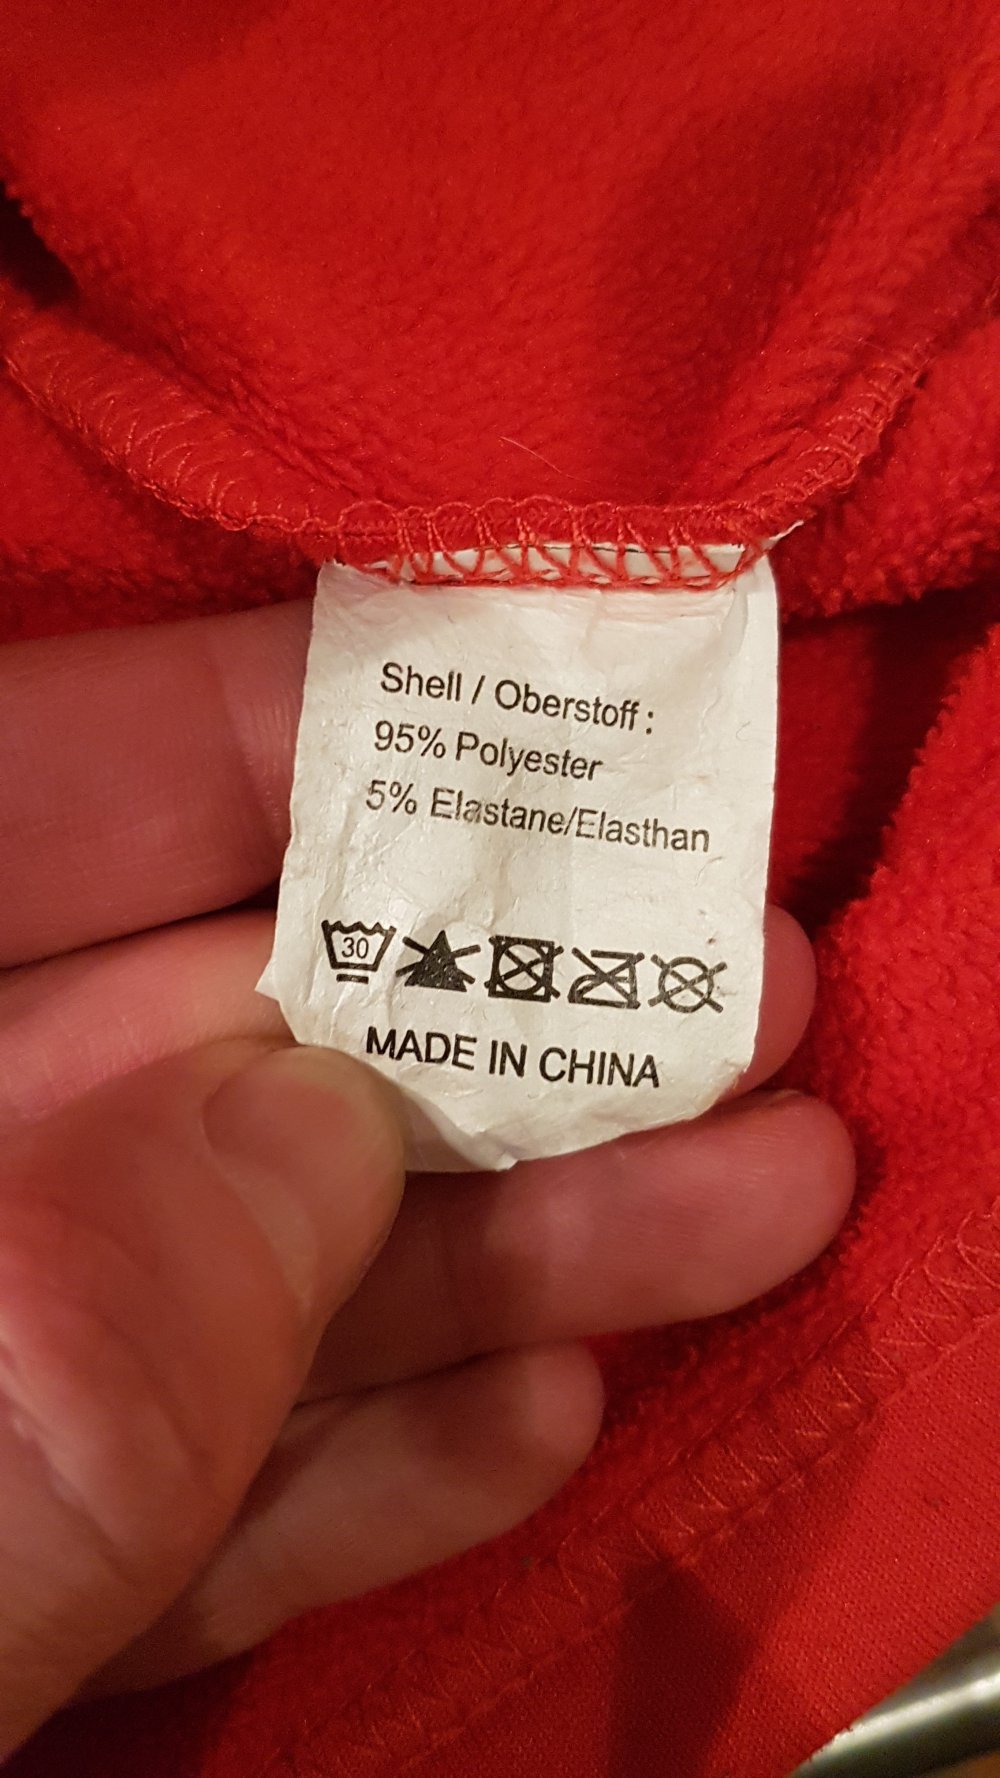 Shell / Oberstoff :
95% Polyester
5% Elastane/Elasthan
30
MADE IN CHINA